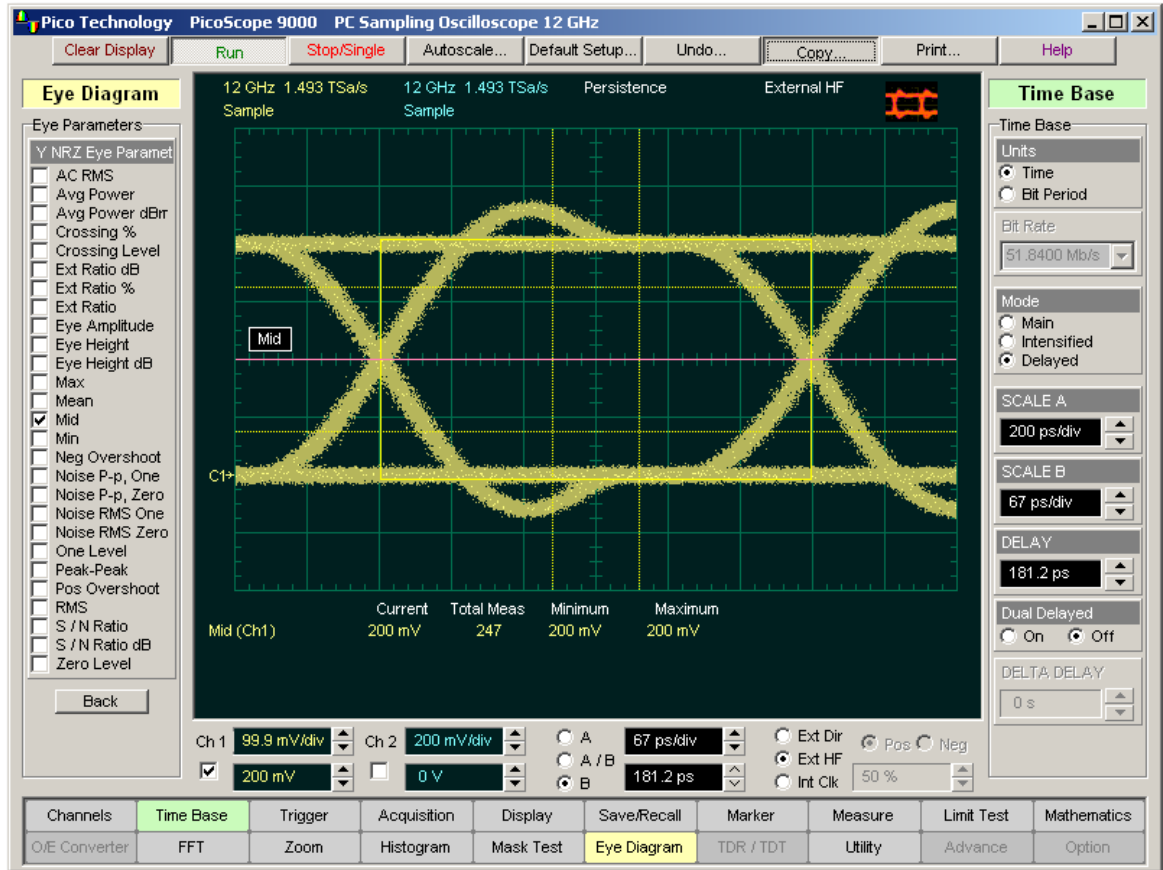 Pico Technology PicoScope 9000 PC Sampling Oscilloscope 12 GHz
Clear Display Run Stop/Single Autoscale... Default Setup... Undo... Copy... Print... Help
Eye Diagram
Eye Parameters
Y NRZ Eye Paramet
AC RMS
Avg Power
Avg Power dBm
Crossing %
Crossing Level
Ext Ratio dB
Ext Ratio %
Ext Ratio
Eye Amplitude
Eye Height
Eye Height dB
Max
Mean
Mid
Min
Neg Overshoot
Noise P-p, One
Noise P-p, Zero
Noise RMS One
Noise RMS Zero
One Level
Peak-Peak
Pos Overshoot
RMS
S / N Ratio
S / N Ratio dB
Zero Level
Back
12 GHz 1.493 TSa/s 12 GHz 1.493 TSa/s Persistence External HF
Sample Sample
Mid
C1
Current Total Meas Minimum Maximum
Mid (Ch1) 200 mV 247 200 mV 200 mV
Time Base
Time Base
Units
Time
Bit Period
Bit Rate
51.8400 Mb/s
Mode
Main
Intensified
Delayed
SCALE A
200 ps/div
SCALE B
67 ps/div
DELAY
181.2 ps
Dual Delayed
On Off
DELTA DELAY
0 s
Ch 1 99.9 mV/div Ch 2 200 mV/div A 67 ps/div Ext Dir Pos Neg
A / B Ext HF
200 mV 0 V B 181.2 ps Int Clk 50 %
Channels Time Base Trigger Acquisition Display Save/Recall Marker Measure Limit Test Mathematics
O/E Converter FFT Zoom Histogram Mask Test Eye Diagram TDR / TDT Utility Advance Option